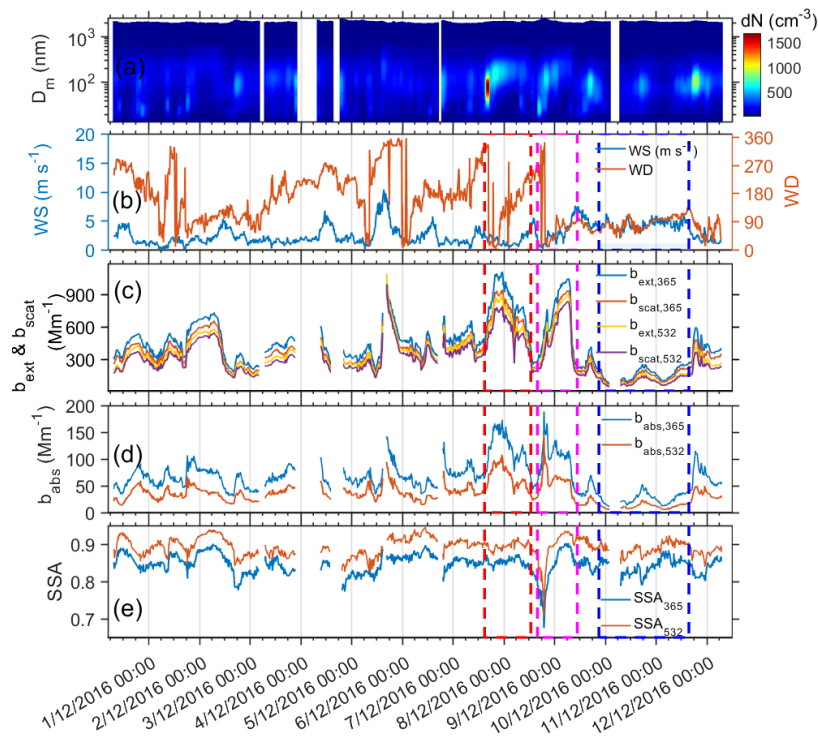 dN (cm-3)
10^3
10^2
D_m (nm)
(a)
1500
1000
500
20
15
10
5
0
WS (m s-1)
(b)
WS (m s-1)
WD
360
270
180
90
0
WD
900
600
300
b_ext & b_scat
(Mm-1)
(c)
b_ext,365
b_scat,365
b_ext,532
b_scat,532
200
150
100
50
0
b_abs (Mm-1)
(d)
b_abs,365
b_abs,532
0.9
0.8
0.7
SSA
(e)
SSA_365
SSA_532
1/12/2016 00:00
2/12/2016 00:00
3/12/2016 00:00
4/12/2016 00:00
5/12/2016 00:00
6/12/2016 00:00
7/12/2016 00:00
8/12/2016 00:00
9/12/2016 00:00
10/12/2016 00:00
11/12/2016 00:00
12/12/2016 00:00